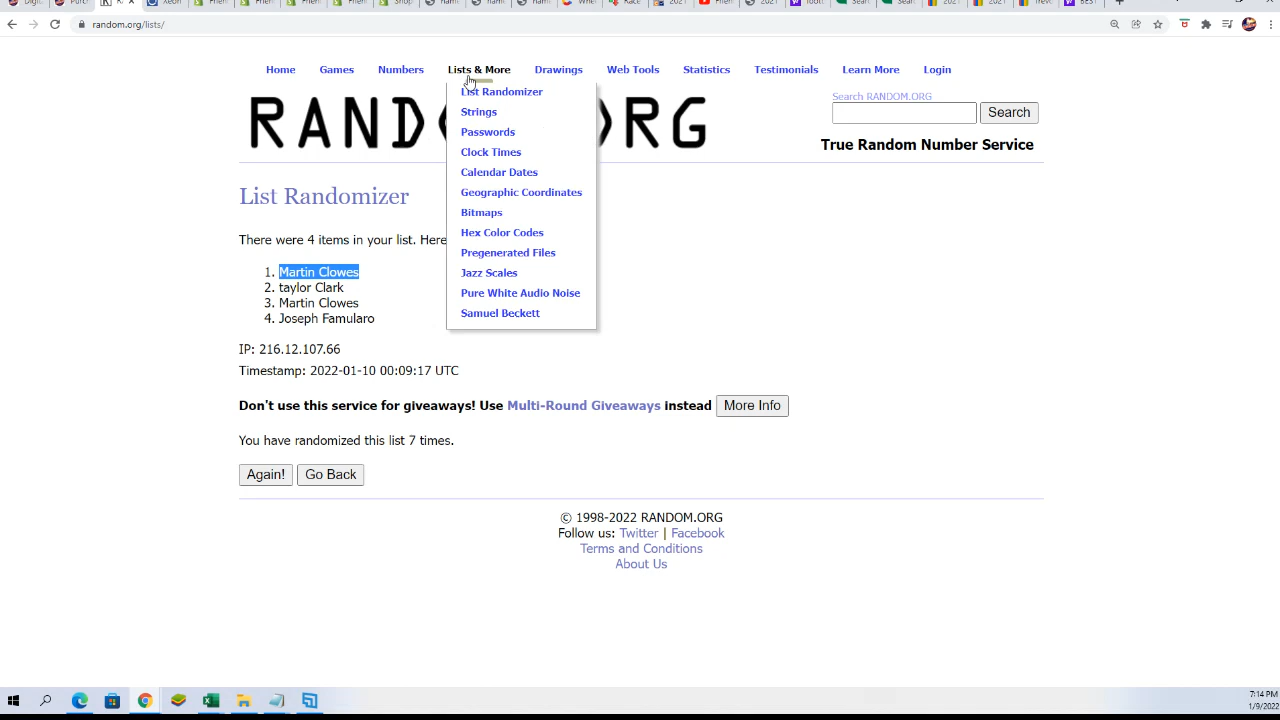 random.org/lists/
Home Games Numbers Lists & More Drawings Web Tools Statistics Testimonials Learn More Login
List Randomizer
Strings
Passwords
Clock Times
Calendar Dates
Geographic Coordinates
Bitmaps
Hex Color Codes
Pregenerated Files
Jazz Scales
Pure White Audio Noise
Samuel Beckett
Search RANDOM.ORG
Search
True Random Number Service
List Randomizer
There were 4 items in your list. Here
1. Martin Clowes
2. taylor Clark
3. Martin Clowes
4. Joseph Famularo
IP: 216.12.107.66
Timestamp: 2022-01-10 00:09:17 UTC
Don't use this service for giveaways! Use Multi-Round Giveaways instead More Info
You have randomized this list 7 times.
Again! Go Back
© 1998-2022 RANDOM.ORG
Follow us: Twitter | Facebook
Terms and Conditions
About Us
7:14 PM
1/9/2022